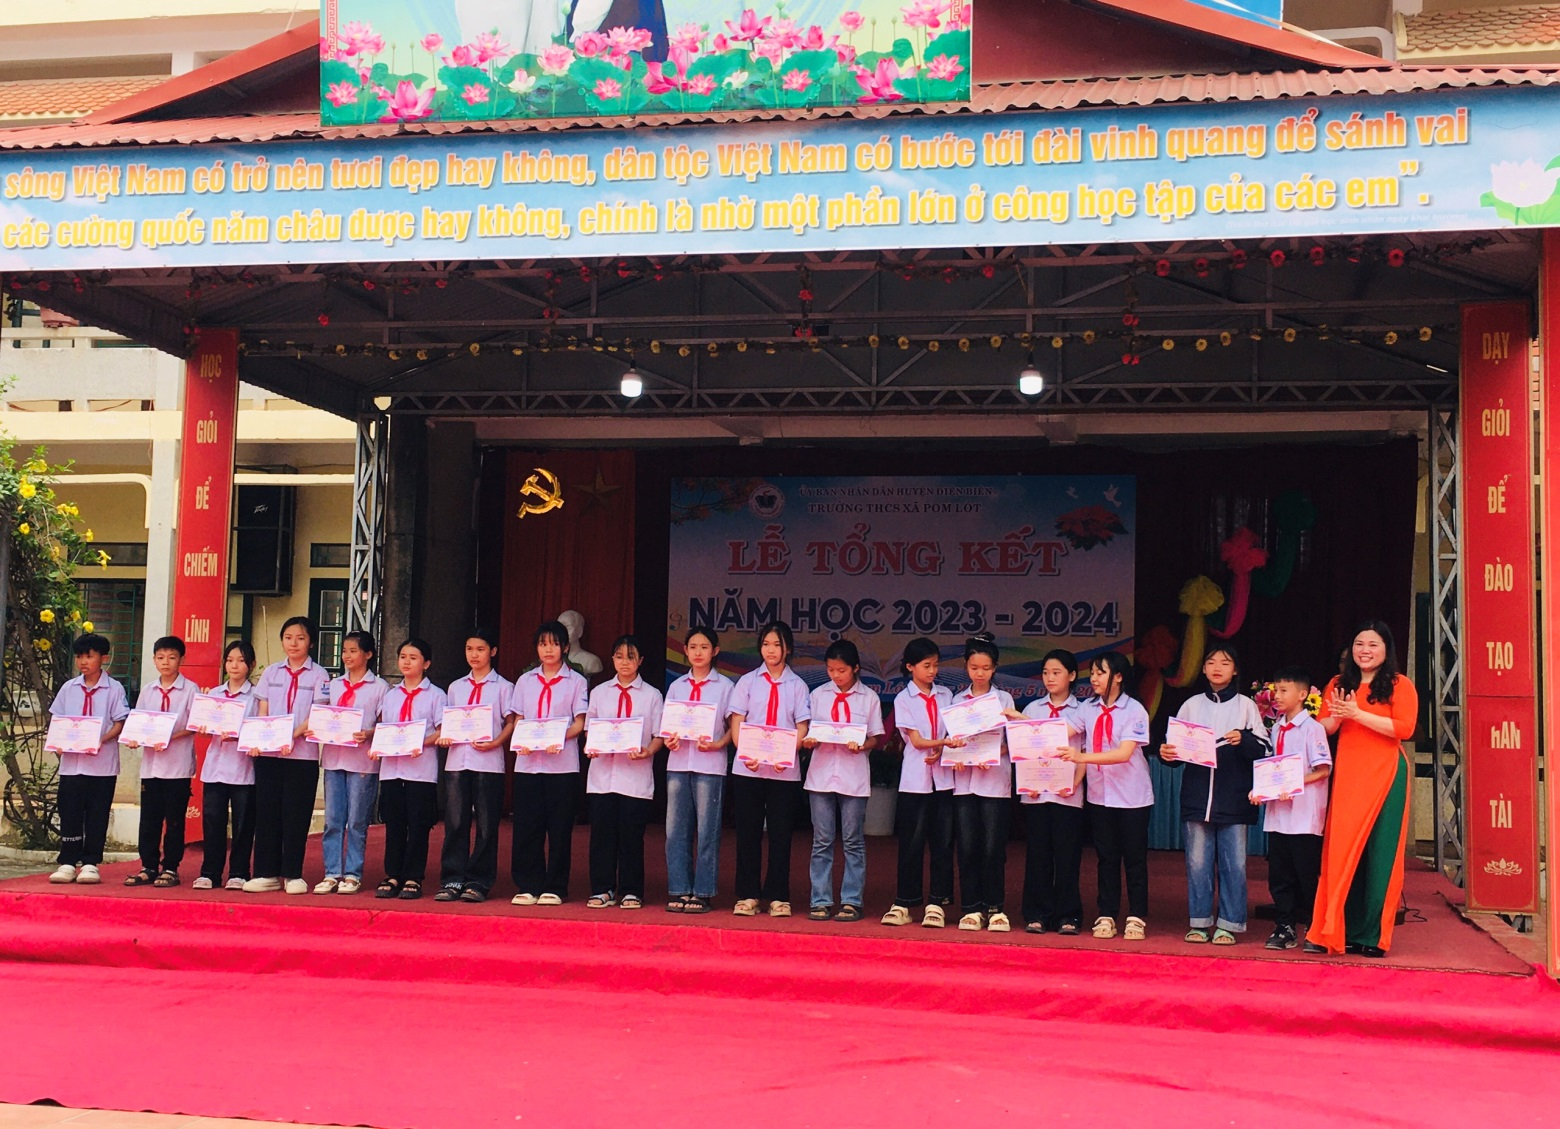 sông Việt Nam có trở nên tươi đẹp hay không, dân tộc Việt Nam có bước tới đài vinh quang để sánh vai
các cường quốc năm châu được hay không, chính là nhờ một phần lớn ở công học tập của các em”.
HỌC
GIỎI
ĐỂ
CHIẾM
LĨNH
DẠY
GIỎI
ĐỂ
ĐÀO
TẠO
hAN
TÀI
ỦY BAN NHÂN DÂN HUYỆN ĐIỆN BIÊN
TRƯỜNG THCS XÃ POM LÓT
LỄ TỔNG KẾT
NĂM HỌC 2023 - 2024